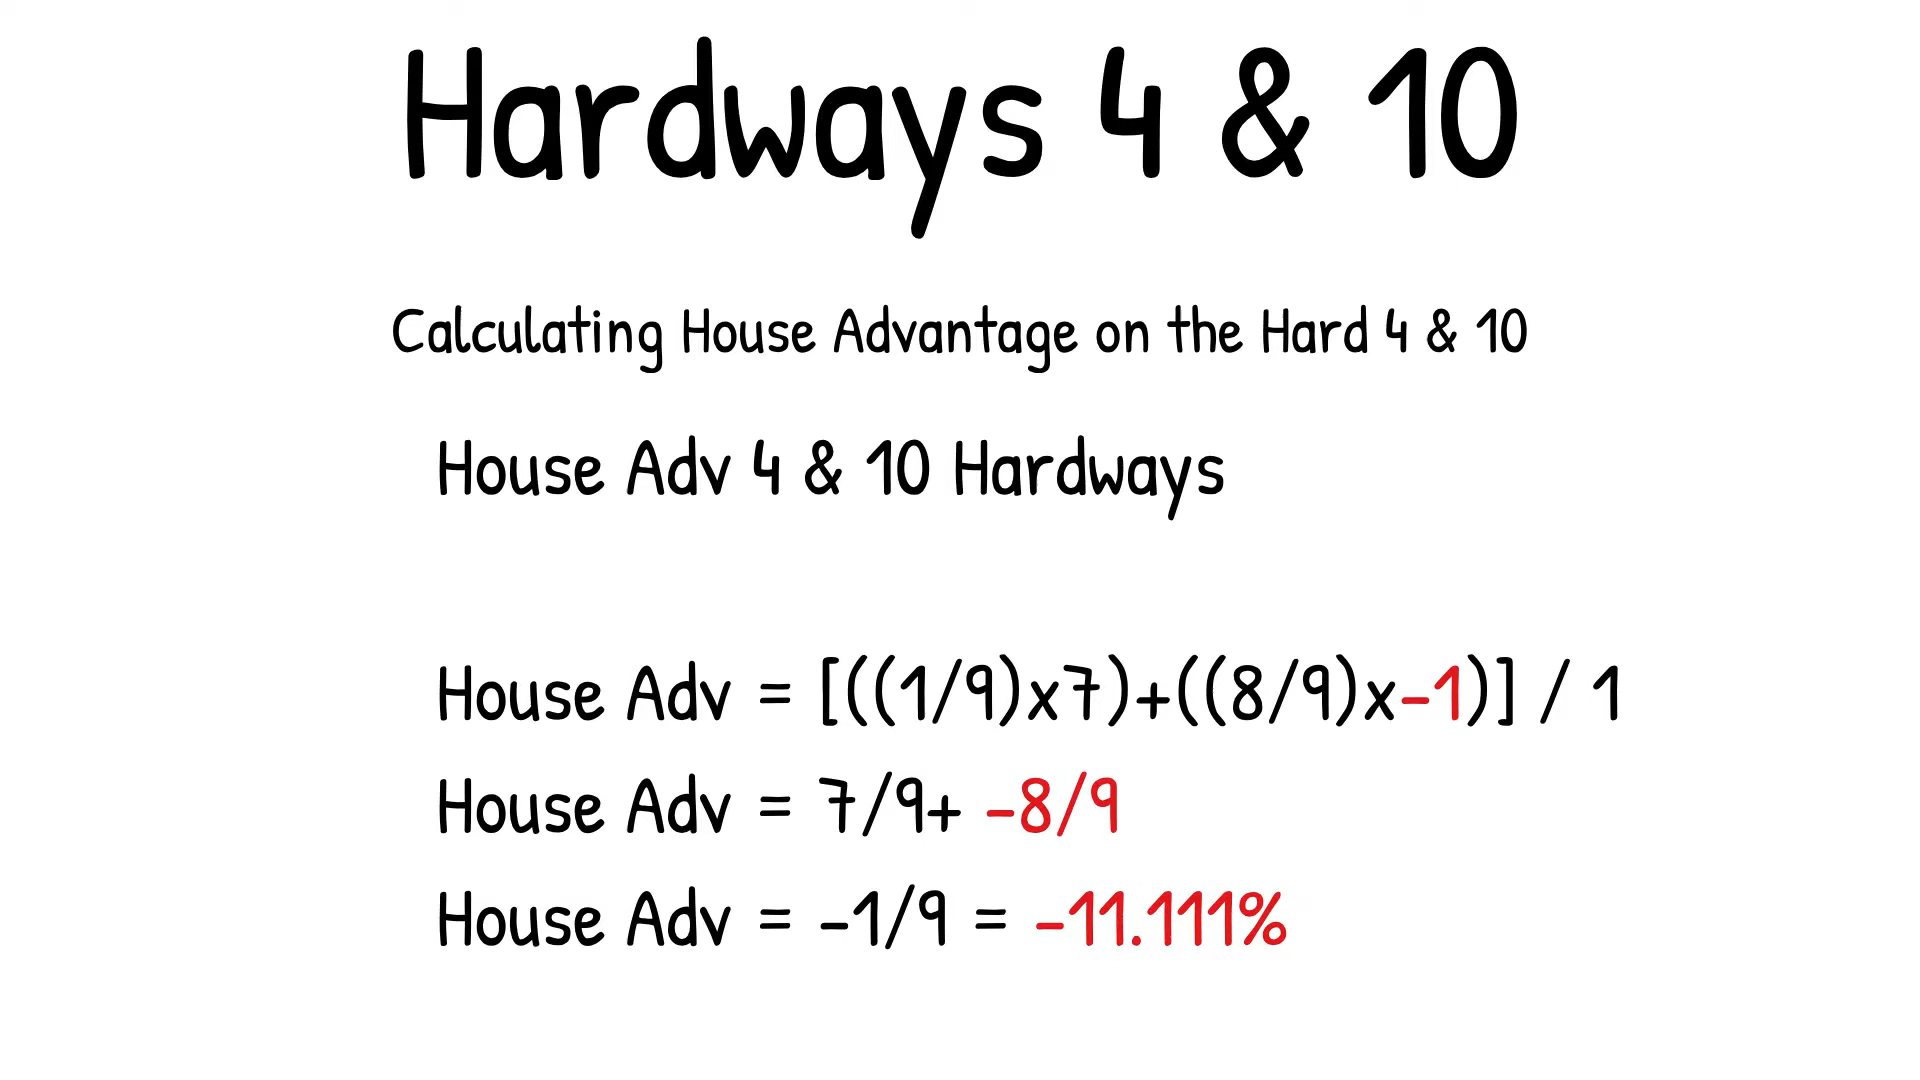 Hardways 4 & 10
Calculating House Advantage on the Hard 4 & 10
House Adv 4 & 10 Hardways
House Adv = [((1/9)x7)+((8/9)x-1)] / 1
House Adv = 7/9+ -8/9
House Adv = -1/9 = -11.111%